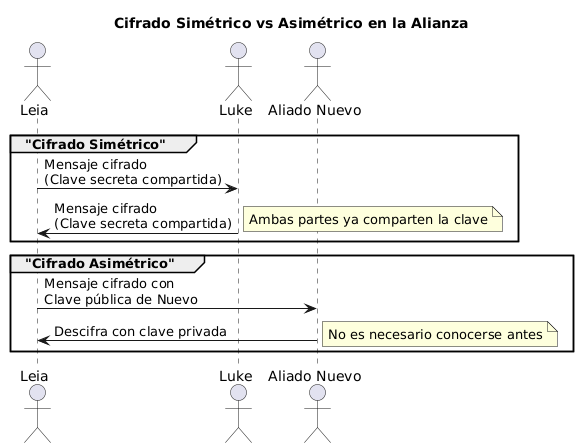 Cifrado Simétrico vs Asimétrico en la Alianza
Leia
Luke
Aliado Nuevo
"Cifrado Simétrico"
Mensaje cifrado
(Clave secreta compartida)
Mensaje cifrado
(Clave secreta compartida)
Ambas partes ya comparten la clave
"Cifrado Asimétrico"
Mensaje cifrado con
Clave pública de Nuevo
Descifra con clave privada
No es necesario conocerse antes
Leia
Luke
Aliado Nuevo